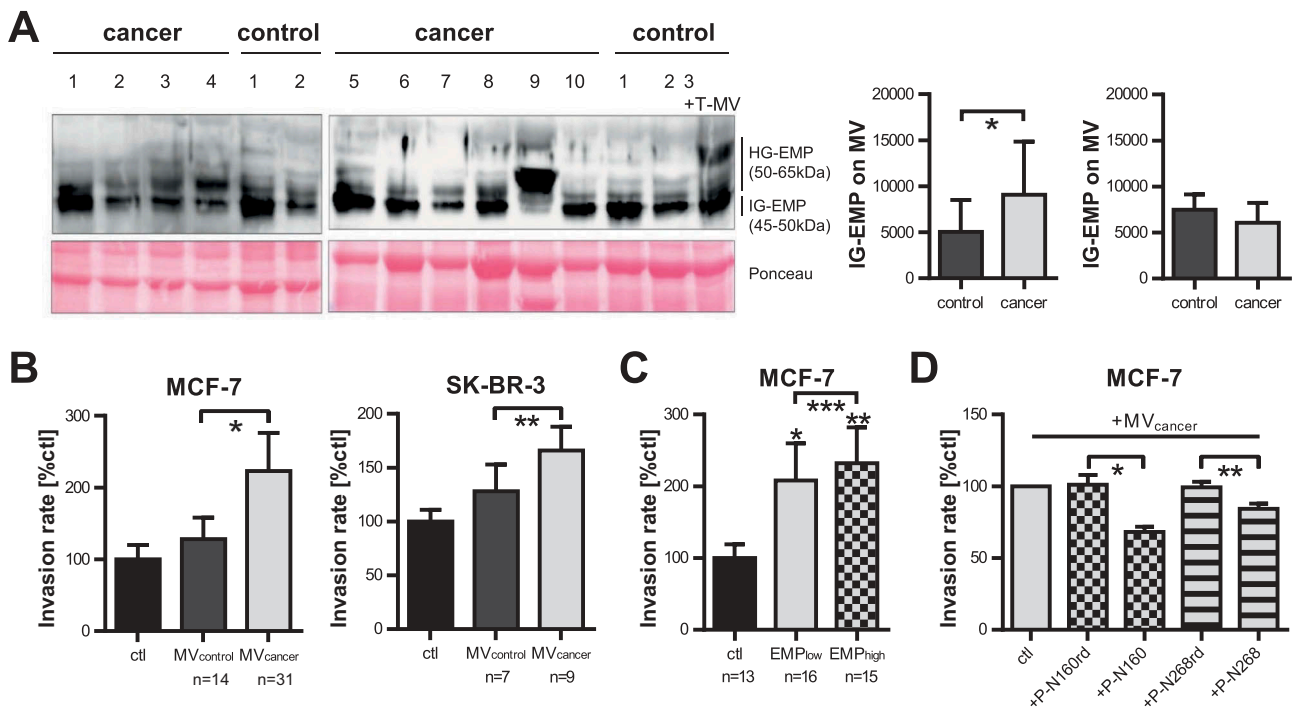 A
cancer control cancer control
1 2 3 4 1 2 5 6 7 8 9 10 1 2 3
+T-MV
HG-EMP
(50-65kDa)
IG-EMP
(45-50kDa)
Ponceau
IG-EMP on MV
20000
15000
10000
5000
0
*
control cancer
IG-EMP on MV
20000
15000
10000
5000
0
control cancer
B
MCF-7
Invasion rate [%ctl]
300
200
100
0
*
ctl MVcontrol MVcancer
n=14 n=31
SK-BR-3
Invasion rate [%ctl]
200
150
100
50
0
**
ctl MVcontrol MVcancer
n=7 n=9
C
MCF-7
Invasion rate [%ctl]
300
200
100
0
***
* **
ctl EMPlow EMPhigh
n=13 n=16 n=15
D
MCF-7
+MVcancer
Invasion rate [%ctl]
150
100
50
0
* **
ctl +P-N160rd +P-N160 +P-N268rd +P-N268